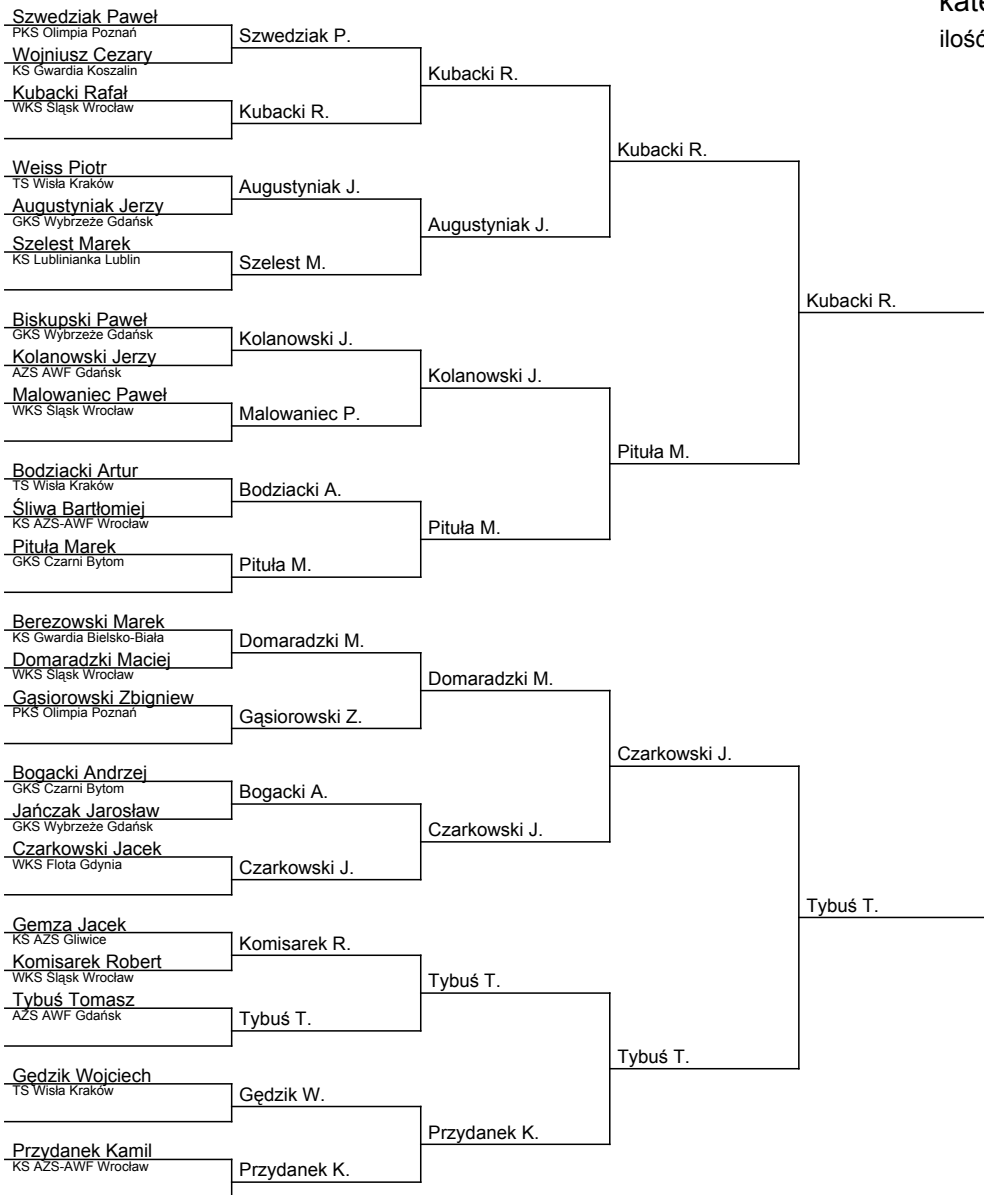 kate
ilość
Szwedziak Paweł
PKS Olimpia Poznań
Szwedziak P.
Wojniusz Cezary
KS Gwardia Koszalin
Kubacki R.
Kubacki Rafał
WKS Śląsk Wrocław
Kubacki R.
Kubacki R.
Weiss Piotr
TS Wisła Kraków
Augustyniak J.
Augustyniak Jerzy
GKS Wybrzeże Gdańsk
Augustyniak J.
Szelest Marek
KS Lublinianka Lublin
Szelest M.
Kubacki R.
Biskupski Paweł
GKS Wybrzeże Gdańsk
Kolanowski J.
Kolanowski Jerzy
AZS AWF Gdańsk
Kolanowski J.
Malowaniec Paweł
WKS Śląsk Wrocław
Malowaniec P.
Pituła M.
Bodziacki Artur
TS Wisła Kraków
Bodziacki A.
Śliwa Bartłomiej
KS AZS-AWF Wrocław
Pituła M.
Pituła Marek
GKS Czarni Bytom
Pituła M.
Berezowski Marek
KS Gwardia Bielsko-Biała
Domaradzki M.
Domaradzki Maciej
WKS Śląsk Wrocław
Domaradzki M.
Gąsiorowski Zbigniew
PKS Olimpia Poznań
Gąsiorowski Z.
Czarkowski J.
Bogacki Andrzej
GKS Czarni Bytom
Bogacki A.
Jańczak Jarosław
GKS Wybrzeże Gdańsk
Czarkowski J.
Czarkowski Jacek
WKS Flota Gdynia
Czarkowski J.
Tybuś T.
Gemza Jacek
KS AZS Gliwice
Komisarek R.
Komisarek Robert
WKS Śląsk Wrocław
Tybuś T.
Tybuś Tomasz
AZS AWF Gdańsk
Tybuś T.
Tybuś T.
Gędzik Wojciech
TS Wisła Kraków
Gędzik W.
Przydanek K.
Przydanek Kamil
KS AZS-AWF Wrocław
Przydanek K.